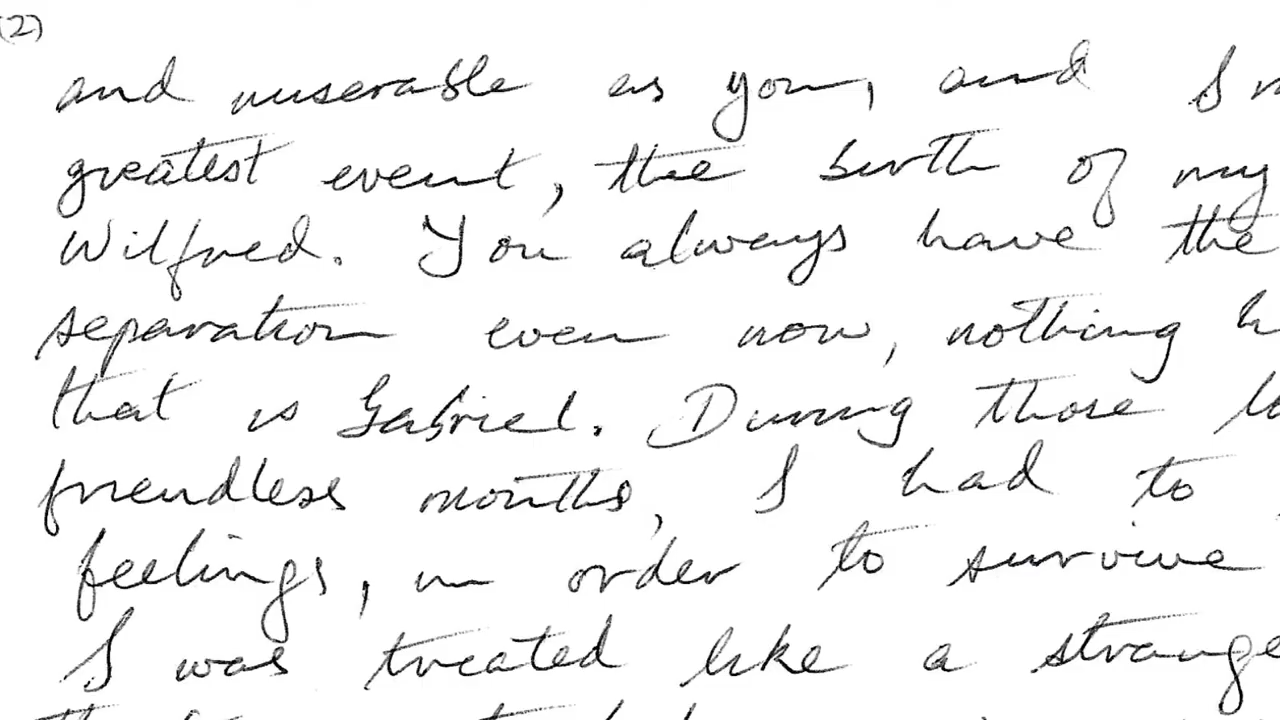 (2)
and miserable as you, and I
greatest event, the birth of my
Wilfred. You always have the
separation even now, nothing
that is Gabriel. During those
friendless months, I had to
feelings, in order to survive
I was treated like a strange